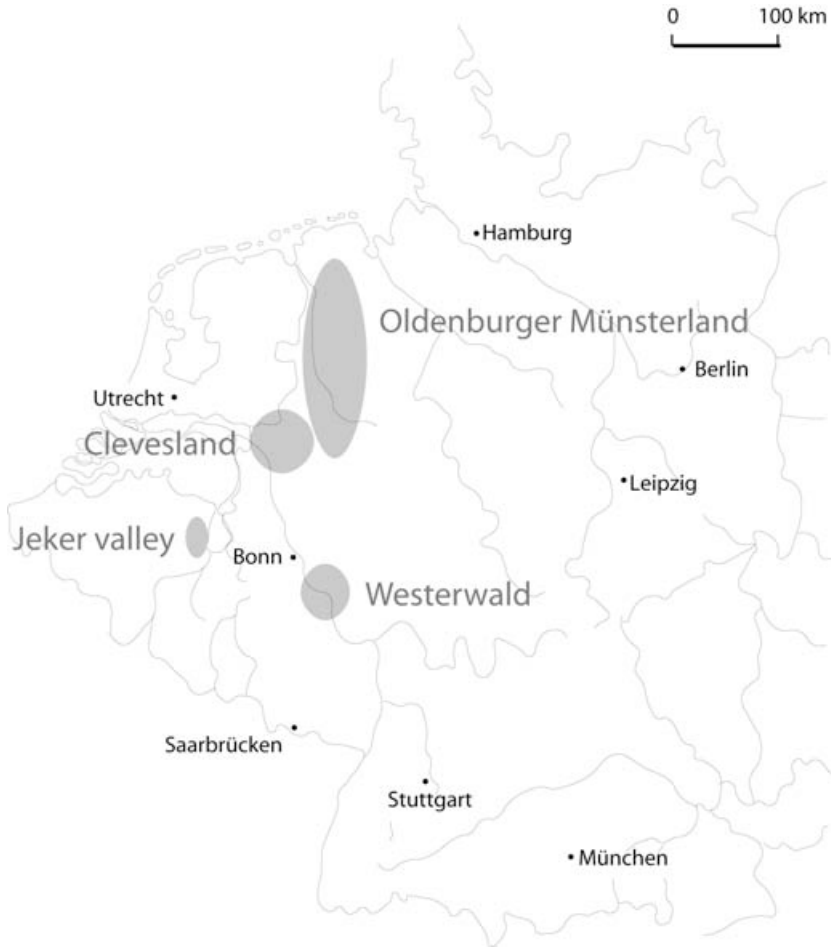 0 100 km
Hamburg
Oldenburger Münsterland
Berlin
Utrecht
Clevesland
Leipzig
Jeker valley
Bonn
Westerwald
Saarbrücken
Stuttgart
München